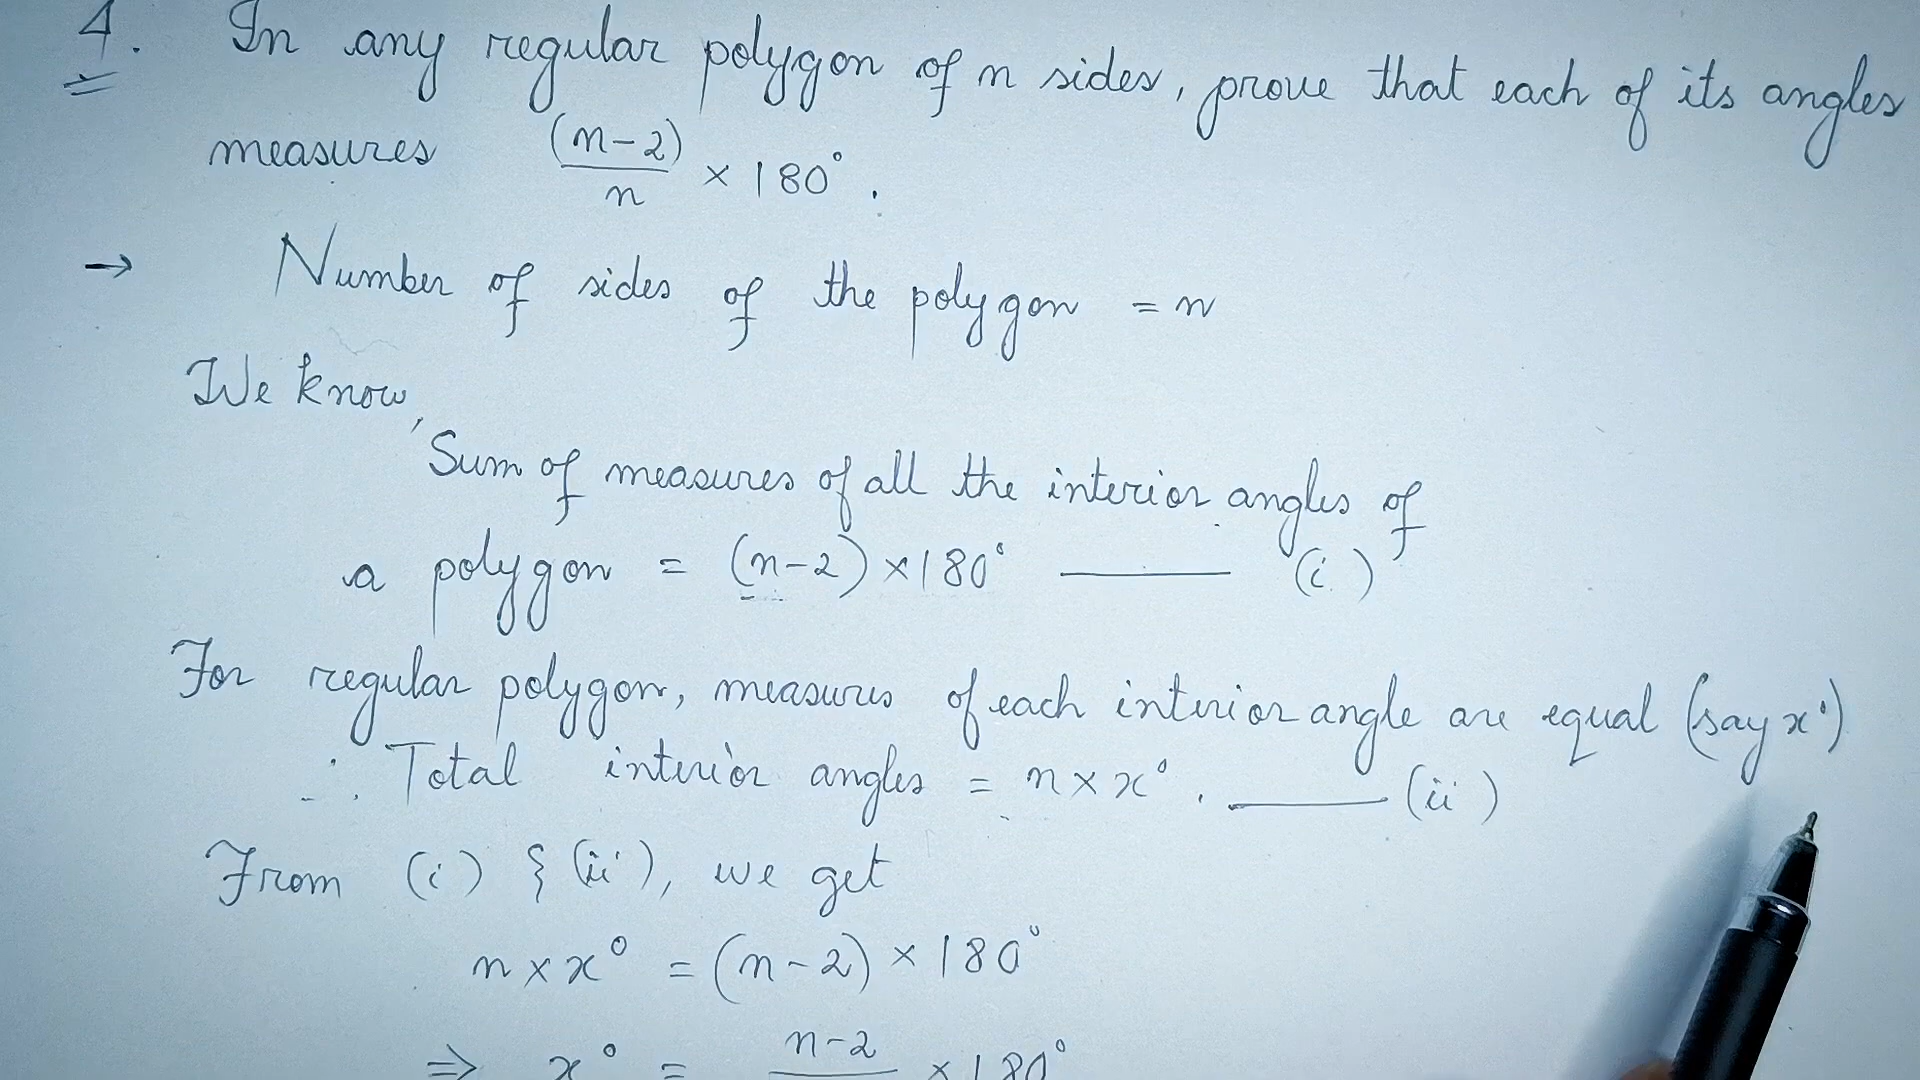 4. In any regular polygon of n sides, prove that each of its angles
measures (n-2)/n × 180°.
→ Number of sides of the polygon = n
We know,
Sum of measures of all the interior angles of
a polygon = (n-2) × 180° ——— (i)
For regular polygon, measures of each interior angle are equal (say x°)
∴ Total interior angles = n × x°. ——— (ii)
From (i) & (ii), we get
n × x° = (n-2) × 180°
⇒ x° = n-2 × 180°